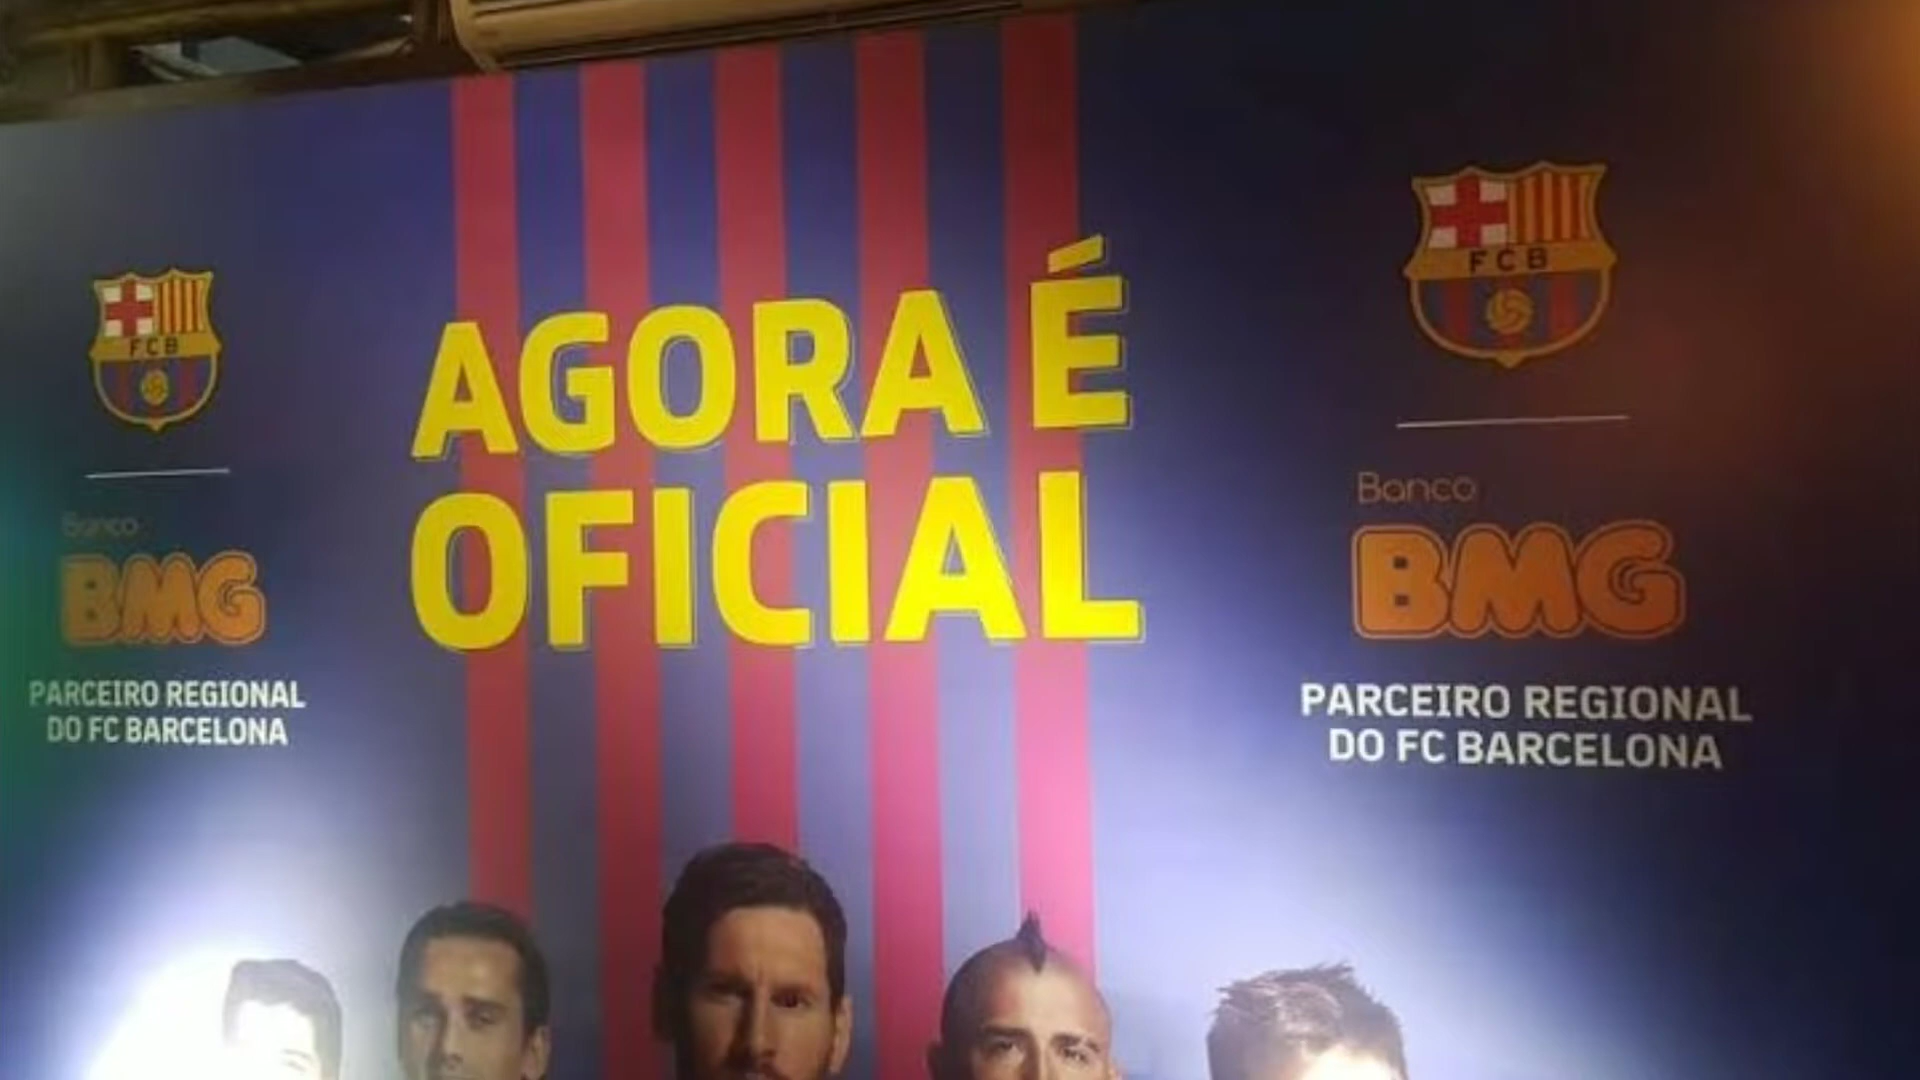 FCB
Banco
BMG
PARCEIRO REGIONAL
DO FC BARCELONA
AGORA É
OFICIAL
FCB
Banco
BMG
PARCEIRO REGIONAL
DO FC BARCELONA